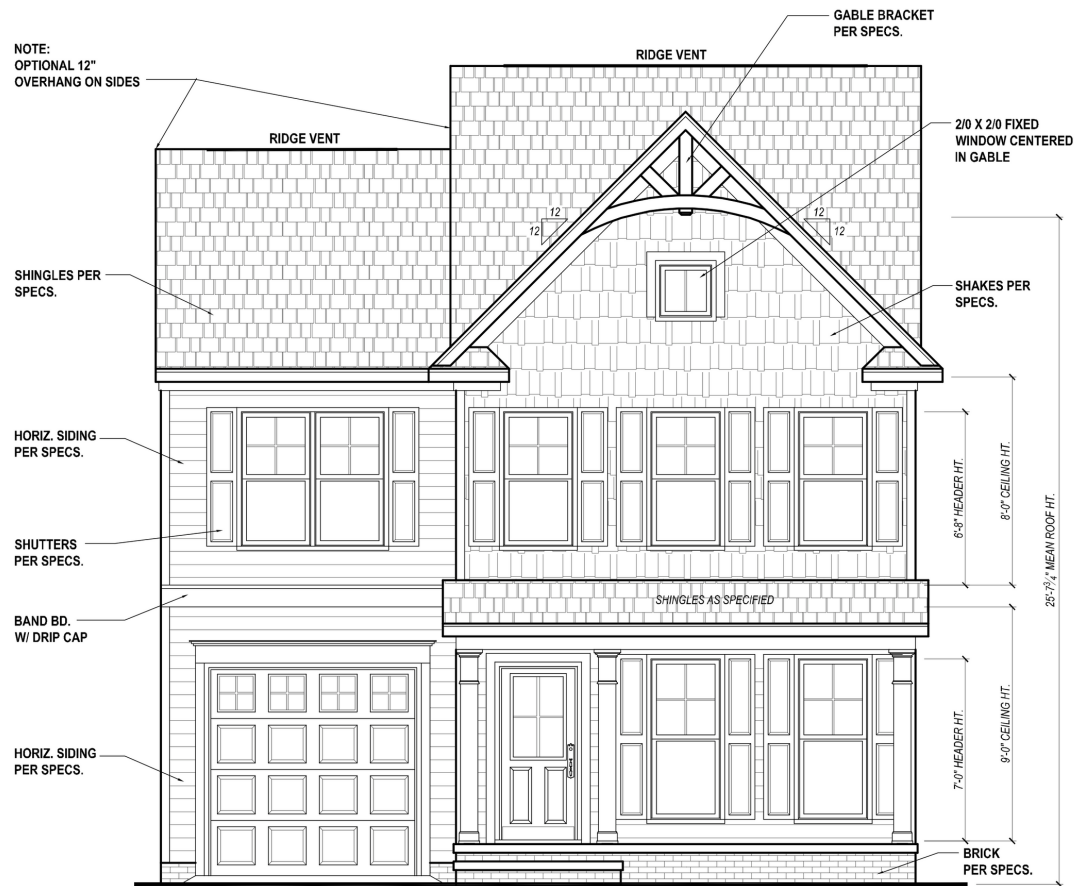 GABLE BRACKET
PER SPECS.
NOTE:
OPTIONAL 12"
OVERHANG ON SIDES
RIDGE VENT
RIDGE VENT
2/0 X 2/0 FIXED
WINDOW CENTERED
IN GABLE
12
12
12
12
SHINGLES PER
SPECS.
SHAKES PER
SPECS.
HORIZ. SIDING
PER SPECS.
6'-8" HEADER HT.
8'-0" CEILING HT.
25'-7¾" MEAN ROOF HT.
SHUTTERS
PER SPECS.
SHINGLES AS SPECIFIED
BAND BD.
W/ DRIP CAP
7'-0" HEADER HT.
9'-0" CEILING HT.
HORIZ. SIDING
PER SPECS.
BRICK
PER SPECS.